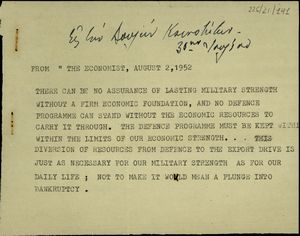 226/21/242
FROM " THE ECONOMIST, AUGUST 2,1952
THERE CAN BE NO ASSURANCE OF LASTING MILITARY STRENGTH
WITHOUT A FIRM ECONOMIC FOUNDATION, AND NO DEFENCE
PROGRAMME CAN STAND WITHOUT THE ECONOMIC RESOURCES TO
CARRY IT THROUGH. THE DEFENCE PROGRAMME MUST BE KEPT WITHIN
WITHIN THE LIMITS OF OUR ECONOMIC STRENGTH... THIS
DIVERSION OF RESOURCES FROM DEFENCE TO THE EXPORT DRIVE IS
JUST AS NECESSARY FOR OUR MILITARY STRENGTH AS FOR OUR
DAILY LIFE ; NOT TO MAKE IT WOULD MEAN A PLUNGE INTO
BANKRUPTCY .